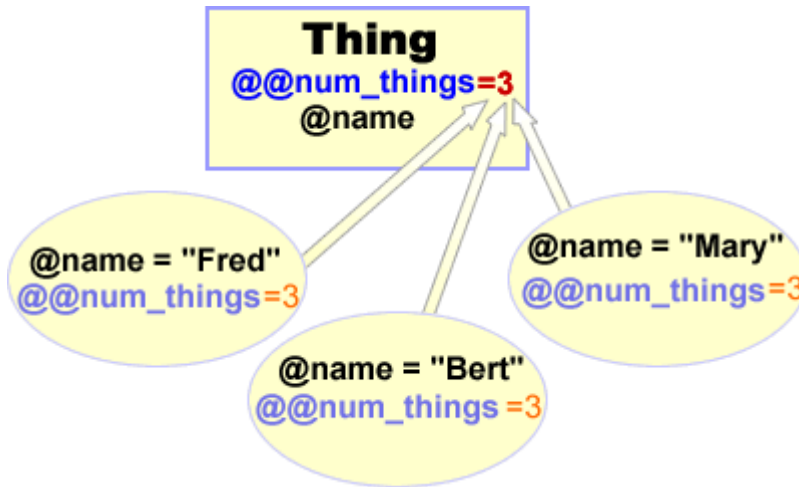 Thing
@@num_things=3
@name
@name = "Fred"
@@num_things=3
@name = "Bert"
@@num_things =3
@name = "Mary"
@@num_things=3